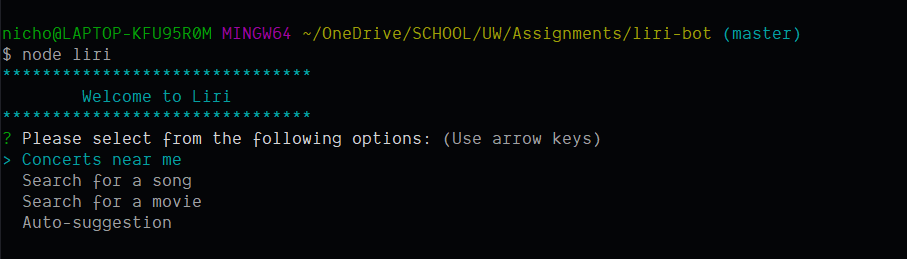 nicho@LAPTOP-KFU95R0M MINGW64 ~/OneDrive/SCHOOL/UW/Assignments/liri-bot (master)
$ node liri
*******************************
Welcome to Liri
*******************************
? Please select from the following options: (Use arrow keys)
> Concerts near me
Search for a song
Search for a movie
Auto-suggestion